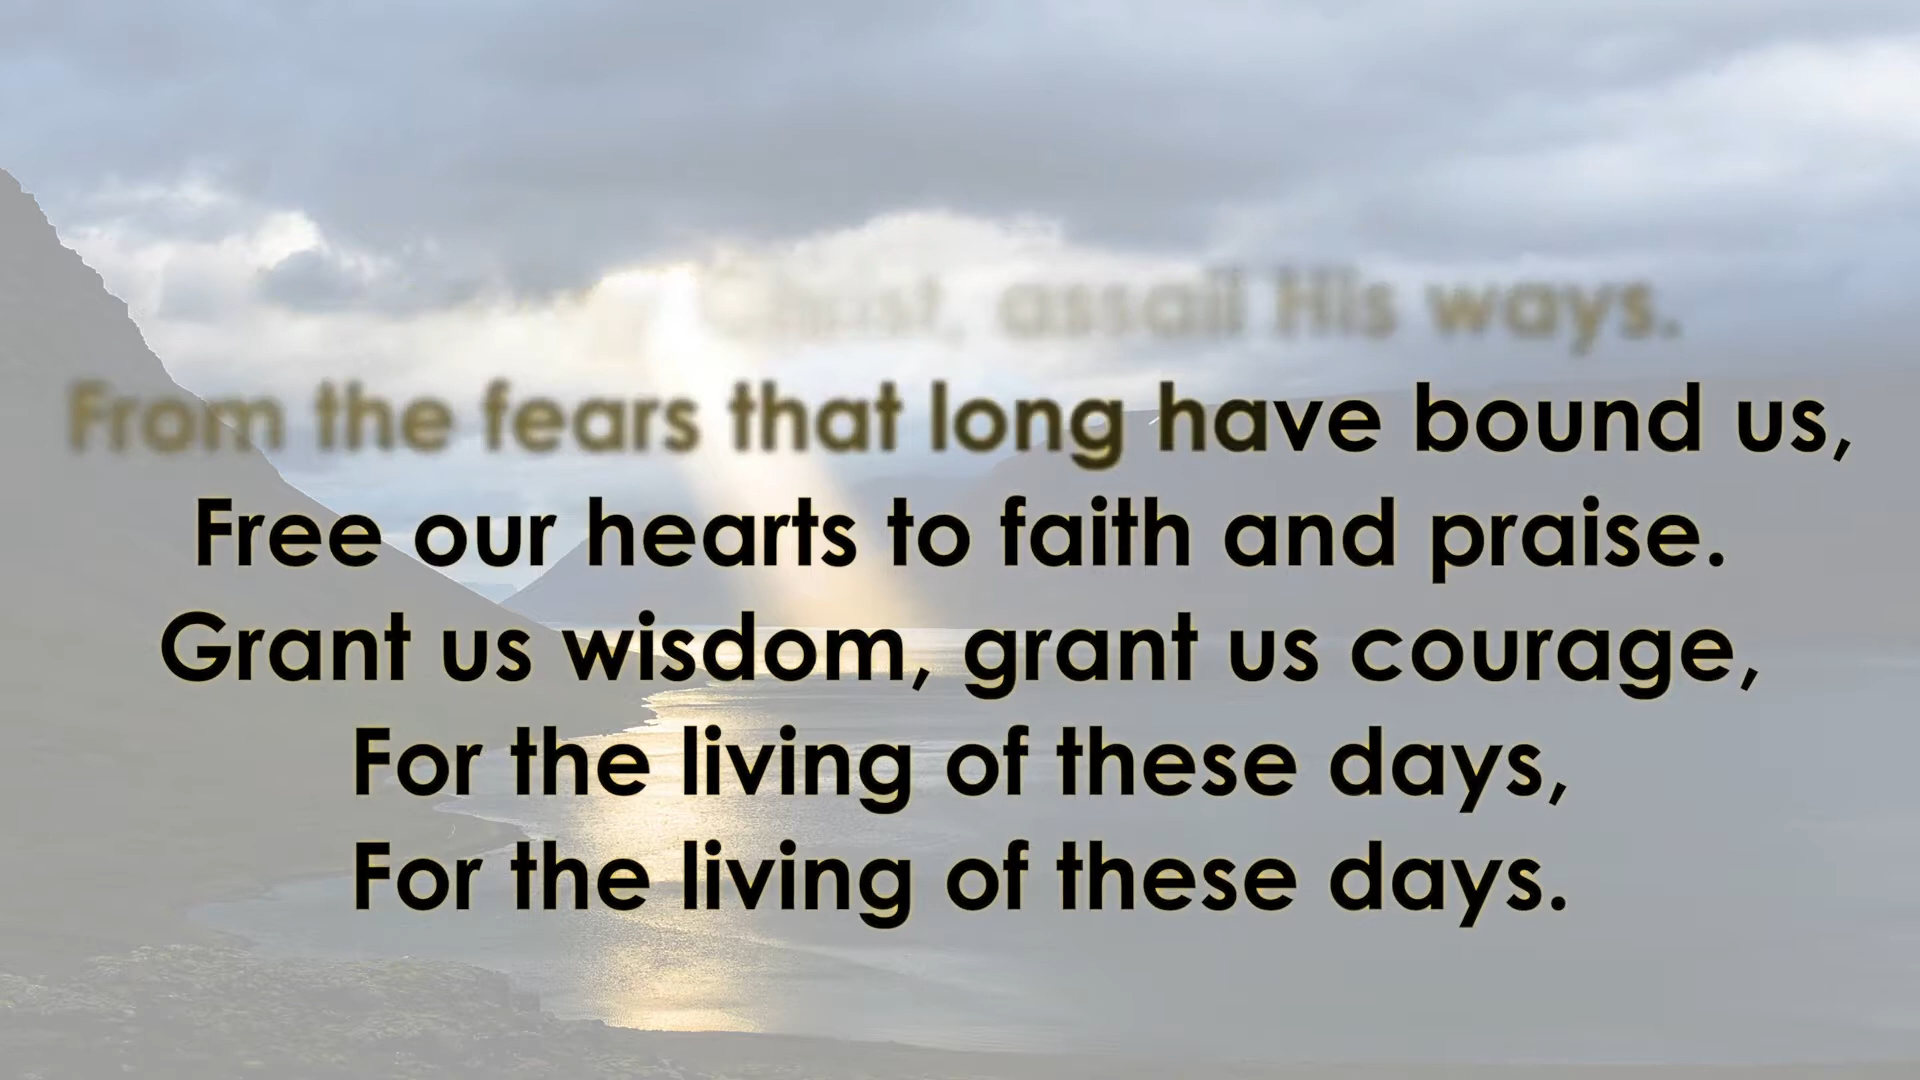 Christ, assail His ways.
From the fears that long have bound us,
Free our hearts to faith and praise.
Grant us wisdom, grant us courage,
For the living of these days,
For the living of these days.